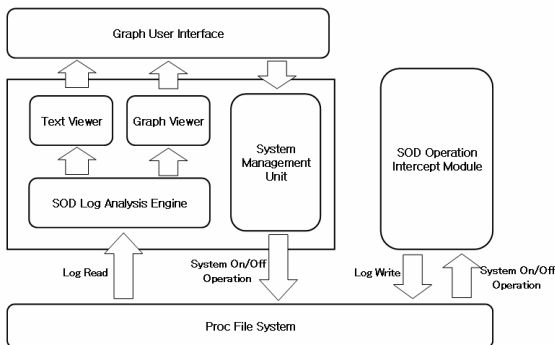 Graph User Interface
Text Viewer
Graph Viewer
System
Management
Unit
SOD Operation
Intercept Module
SOD Log Analysis Engine
Log Read
System On/Off
Operation
Log Write
System On/Off
Operation
Proc File System